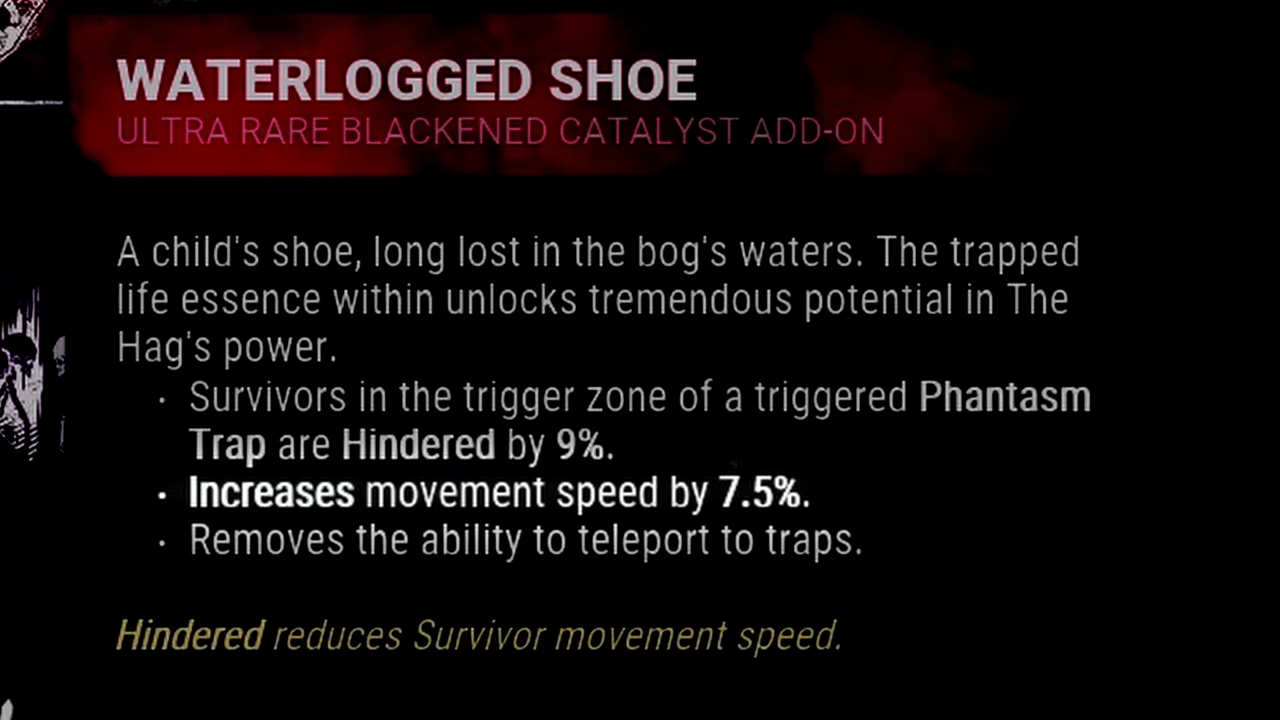 WATERLOGGED SHOE
ULTRA RARE BLACKENED CATALYST ADD-ON
A child's shoe, long lost in the bog's waters. The trapped
life essence within unlocks tremendous potential in The
Hag's power.
· Survivors in the trigger zone of a triggered Phantasm
Trap are Hindered by 9%.
· Increases movement speed by 7.5%.
· Removes the ability to teleport to traps.
Hindered reduces Survivor movement speed.